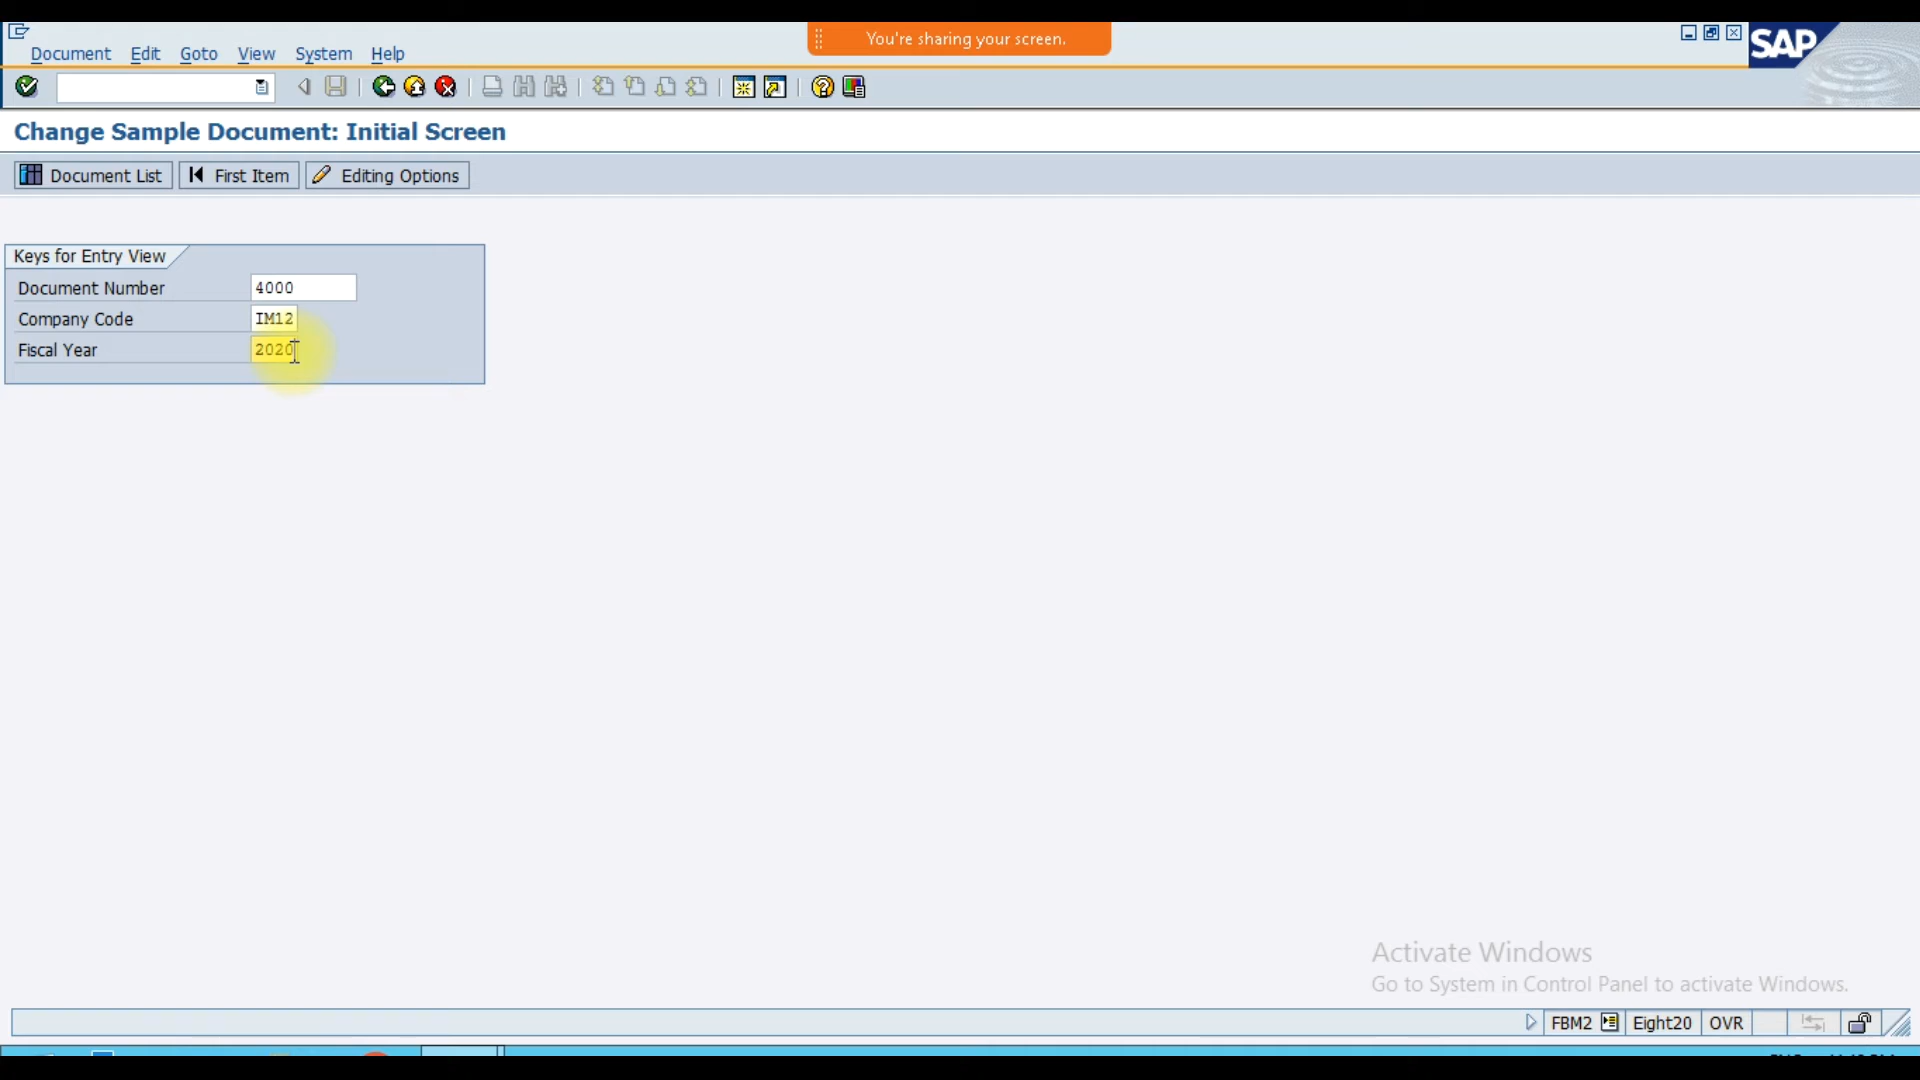 You're sharing your screen.
Document Edit Goto View System Help
SAP
Change Sample Document: Initial Screen
Document List First Item Editing Options
Keys for Entry View
Document Number 4000
Company Code IM12
Fiscal Year 2020
Activate Windows
Go to System in Control Panel to activate Windows.
FBM2 Eight20 OVR